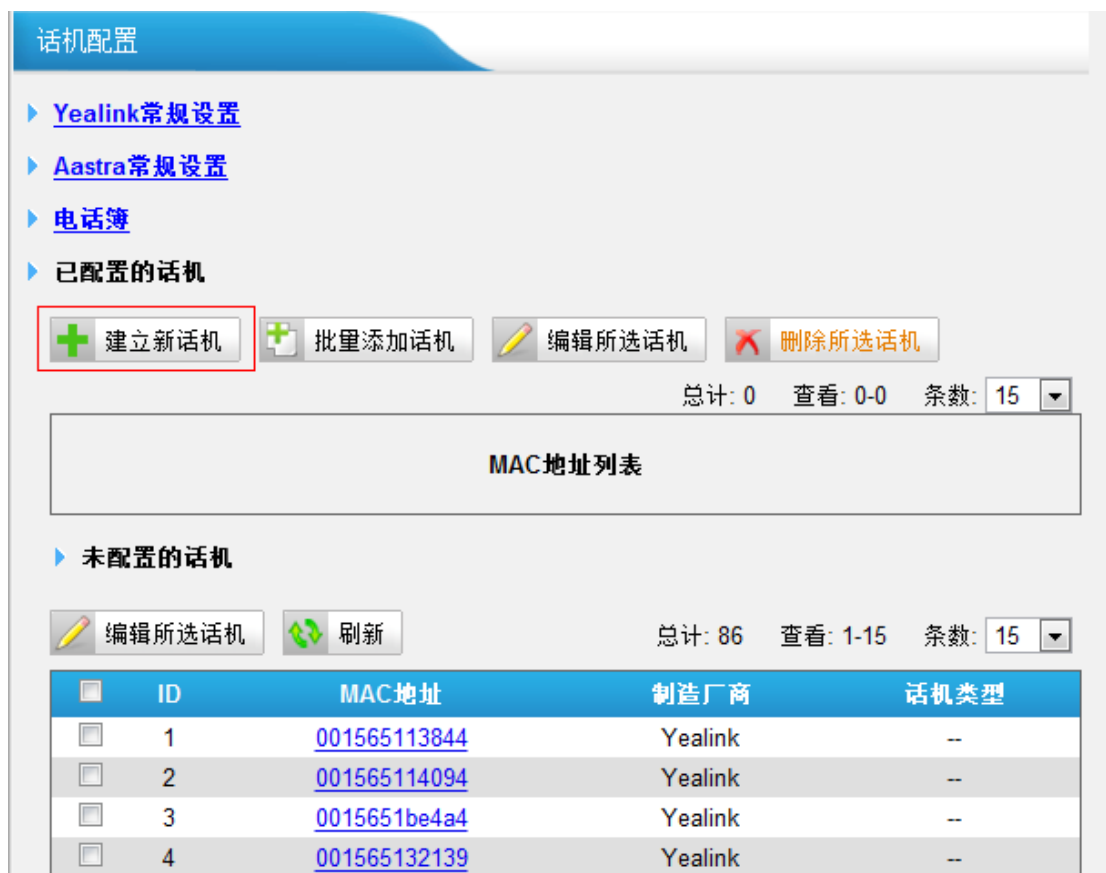 话机配置
Yealink常规设置
Aastra常规设置
电话簿
已配置的话机
建立新话机 批量添加话机 编辑所选话机 删除所选话机
总计: 0 查看: 0-0 条数: 15
MAC地址列表
未配置的话机
编辑所选话机 刷新 总计: 86 查看: 1-15 条数: 15
ID MAC地址 制造厂商 话机类型
1 001565113844 Yealink --
2 001565114094 Yealink --
3 0015651be4a4 Yealink --
4 001565132139 Yealink --